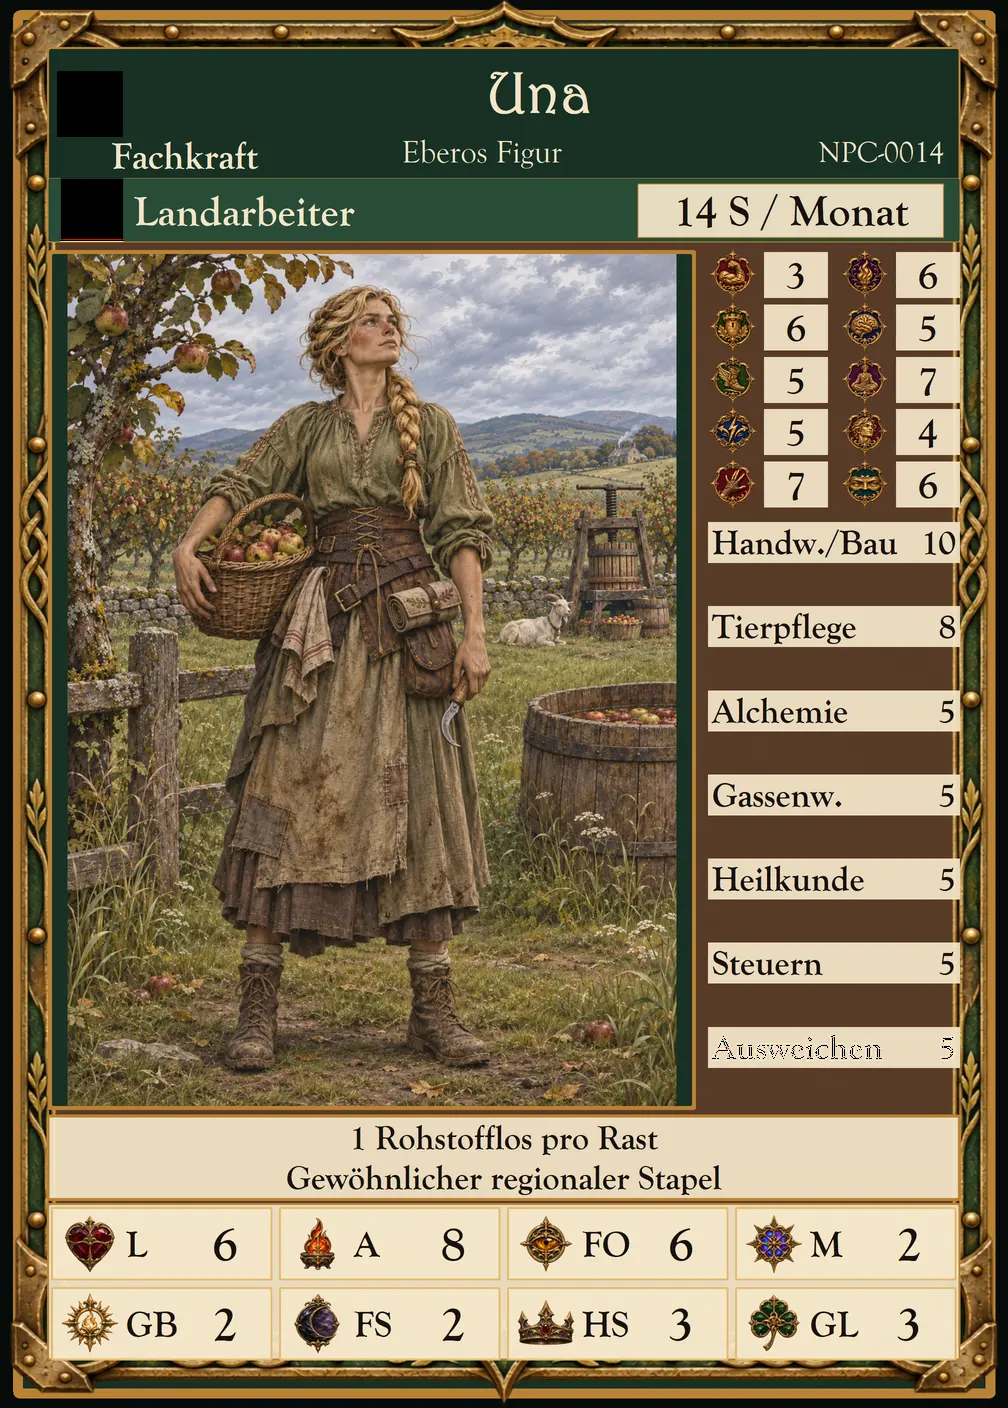 Una
Fachkraft
Eberos Figur
NPC-0014
Landarbeiter
14 S / Monat
3 6
6 5
5 7
5 4
7 6
Handw./Bau 10
Tierpflege 8
Alchemie 5
Gassenw. 5
Heilkunde 5
Steuern 5
Ausweichen 5
1 Rohstofflos pro Rast
Gewöhnlicher regionaler Stapel
L 6
A 8
FO 6
M 2
GB 2
FS 2
HS 3
GL 3